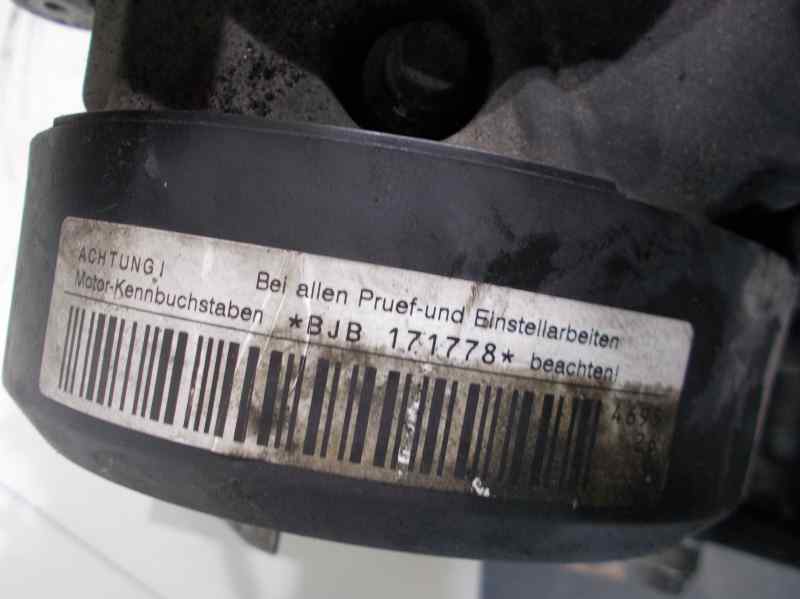 ACHTUNG! Bei allen Pruef-und Einstellarbeiten
Motor-Kennbuchstaben *BJB 171778* beachten!